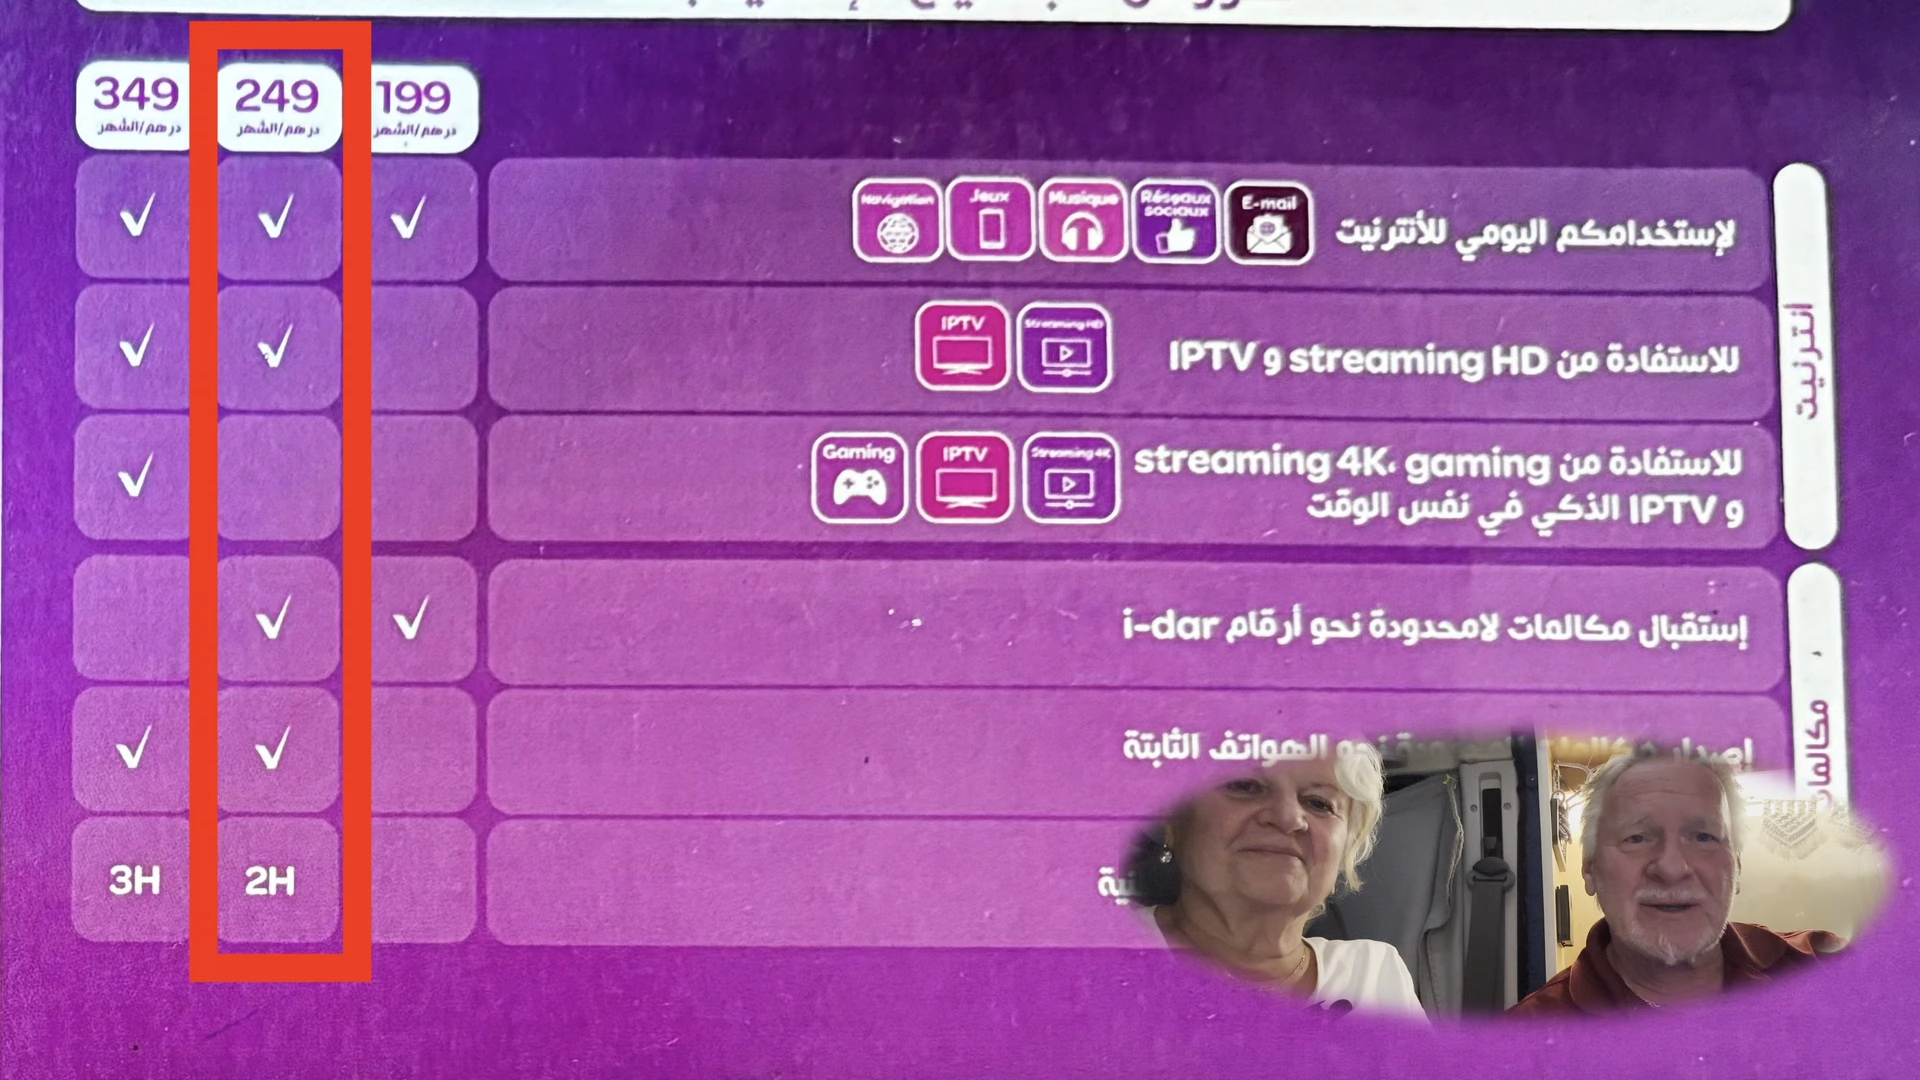 349
درهم/الشهر
249
درهم/الشهر
199
درهم/الشهر
أنترنيت
لإستخدامكم اليومي للأنترنيت
E-mail
Réseaux sociaux
Musique
Jeux
Navigation
للاستفادة من streaming HD و IPTV
Streaming HD
IPTV
للاستفادة من streaming 4K، gaming
و IPTV الذكي في نفس الوقت
Streaming 4K
IPTV
Gaming
إستقبال مكالمات لامحدودة نحو أرقام i-dar
نحو الهواتف الثابتة
2H
3H